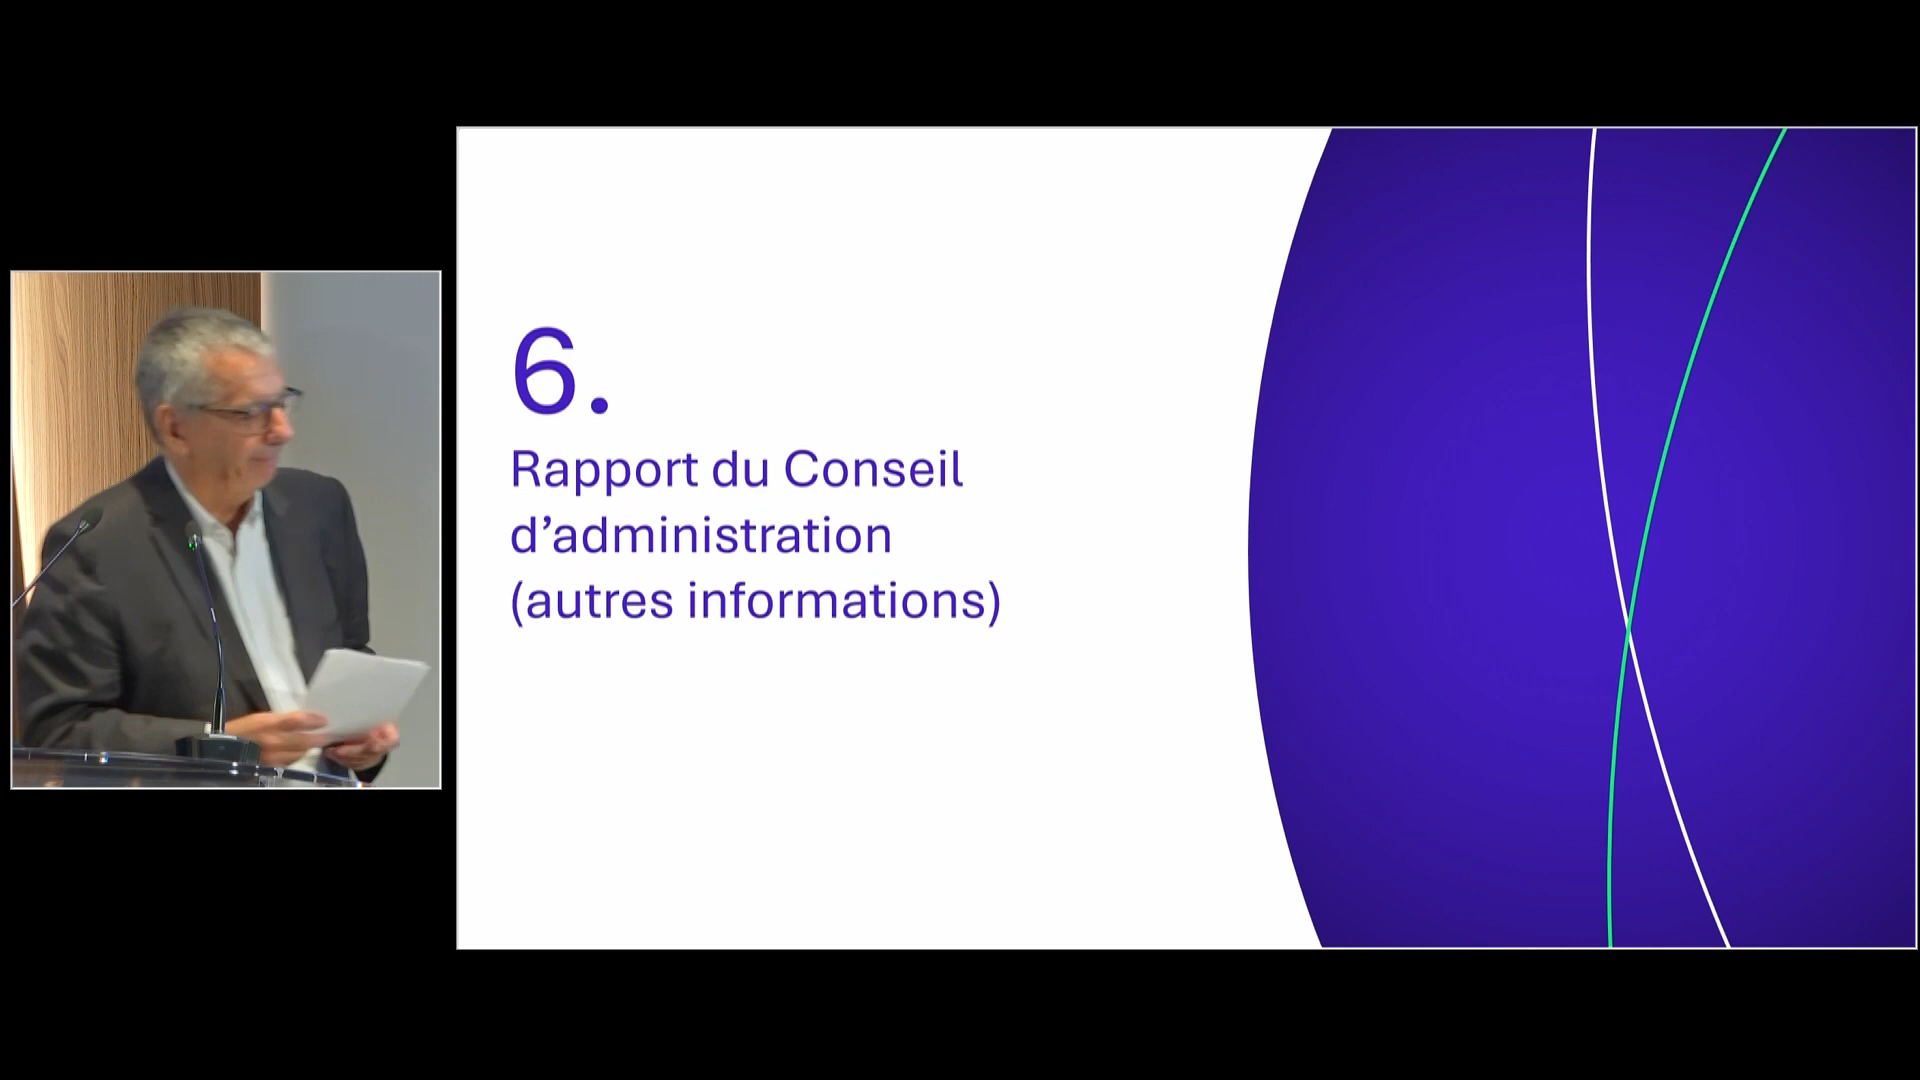 6.
Rapport du Conseil
d’administration
(autres informations)